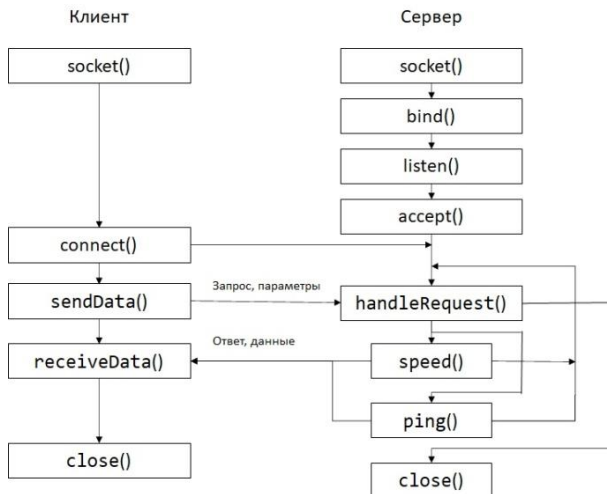 Клиент
Сервер
socket()
socket()
bind()
listen()
accept()
connect()
Запрос, параметры
sendData()
handleRequest()
Ответ, данные
receiveData()
speed()
ping()
close()
close()